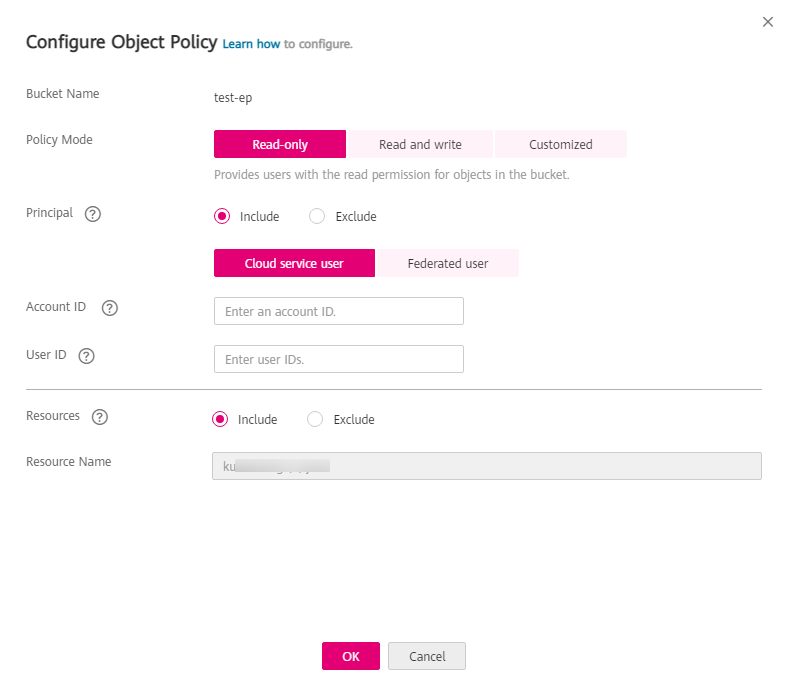 Configure Object Policy Learn how to configure.
Bucket Name test-ep
Policy Mode Read-only Read and write Customized
Provides users with the read permission for objects in the bucket.
Principal ? Include Exclude
Cloud service user Federated user
Account ID ? Enter an account ID.
User ID ? Enter user IDs.
Resources ? Include Exclude
Resource Name
OK Cancel